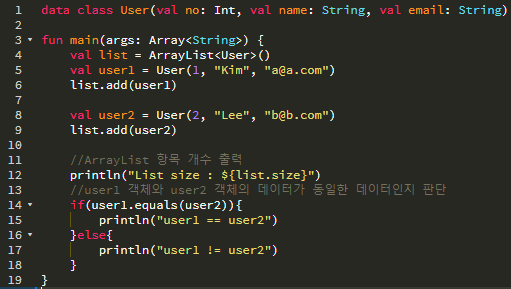 1 data class User(val no: Int, val name: String, val email: String)
2
3 fun main(args: Array<String>) {
4     val list = ArrayList<User>()
5     val user1 = User(1, "Kim", "a@a.com")
6     list.add(user1)
7
8     val user2 = User(2, "Lee", "b@b.com")
9     list.add(user2)
10
11     //ArrayList 항목 개수 출력
12     println("List size : ${list.size}")
13     //user1 객체와 user2 객체의 데이터가 동일한 데이터인지 판단
14     if(user1.equals(user2)){
15         println("user1 == user2")
16     }else{
17         println("user1 != user2")
18     }
19 }